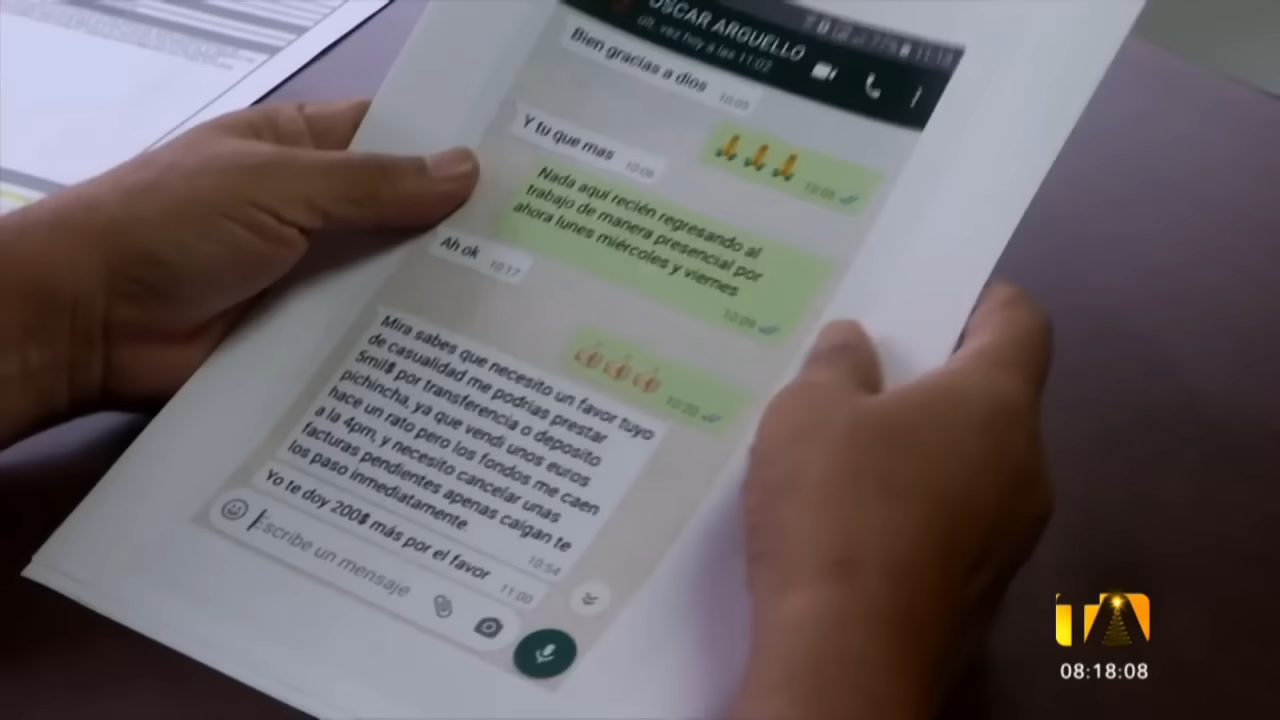 OSCAR ARGUELLO
últ. vez hoy a las 11:02
Bien gracias a dios 10:05
Y tu que mas 10:06
Nada aquí recién regresando al
trabajo de manera presencial por
ahora lunes miércoles y viernes
10:09
Ah ok 10:17
10:20
Mira sabes que necesito un favor tuyo
de casualidad me podrias prestar
5mil$ por transferencia o deposito
pichincha, ya que vendi unos euros
hace un rato pero los fondos me caen
a la 4pm, y necesito cancelar unas
facturas pendientes apenas caigan te
los paso inmediatamente.
10:54
Yo te doy 200$ más por el favor
11:00
Escribe un mensaje
08:18:08